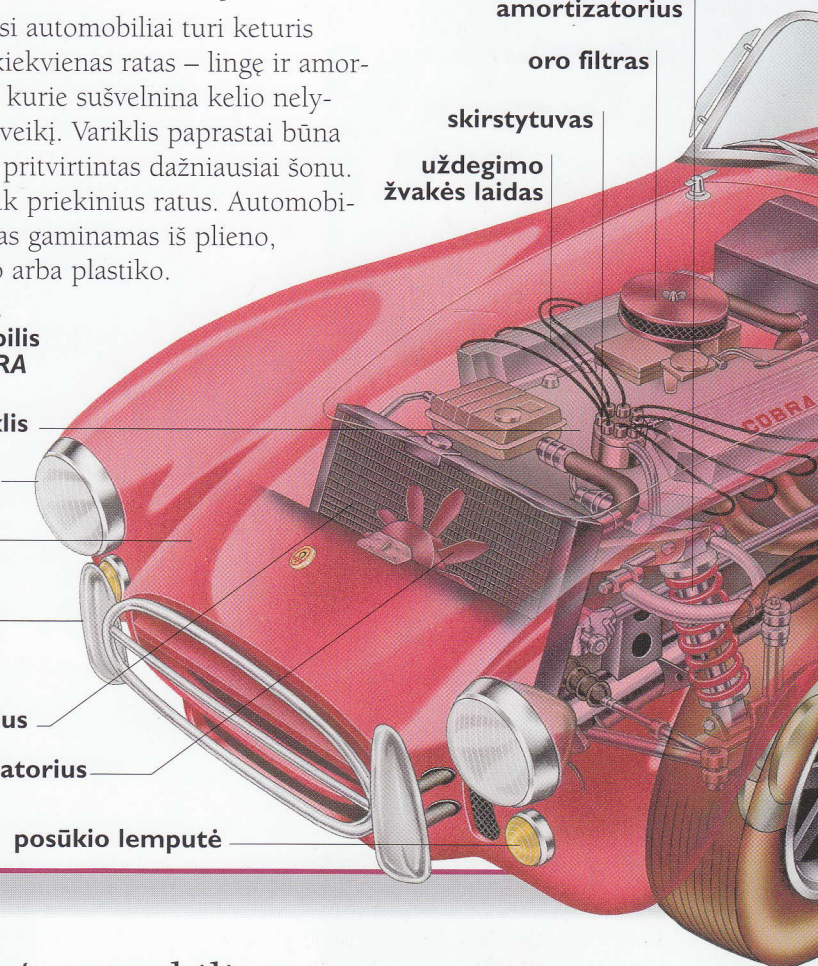 si automobiliai turi keturis
kiekvienas ratas – lingę ir amor-
kurie sušvelnina kelio nely-
veikį. Variklis paprastai būna
pritvirtintas dažniausiai šonu.
k priekinius ratus. Automobi-
as gaminamas iš plieno,
o arba plastiko.
bilis
RA
amortizatorius
oro filtras
skirstytuvas
uždegimo
žvakės laidas
klis
COBRA
us
atorius
posūkio lemputė